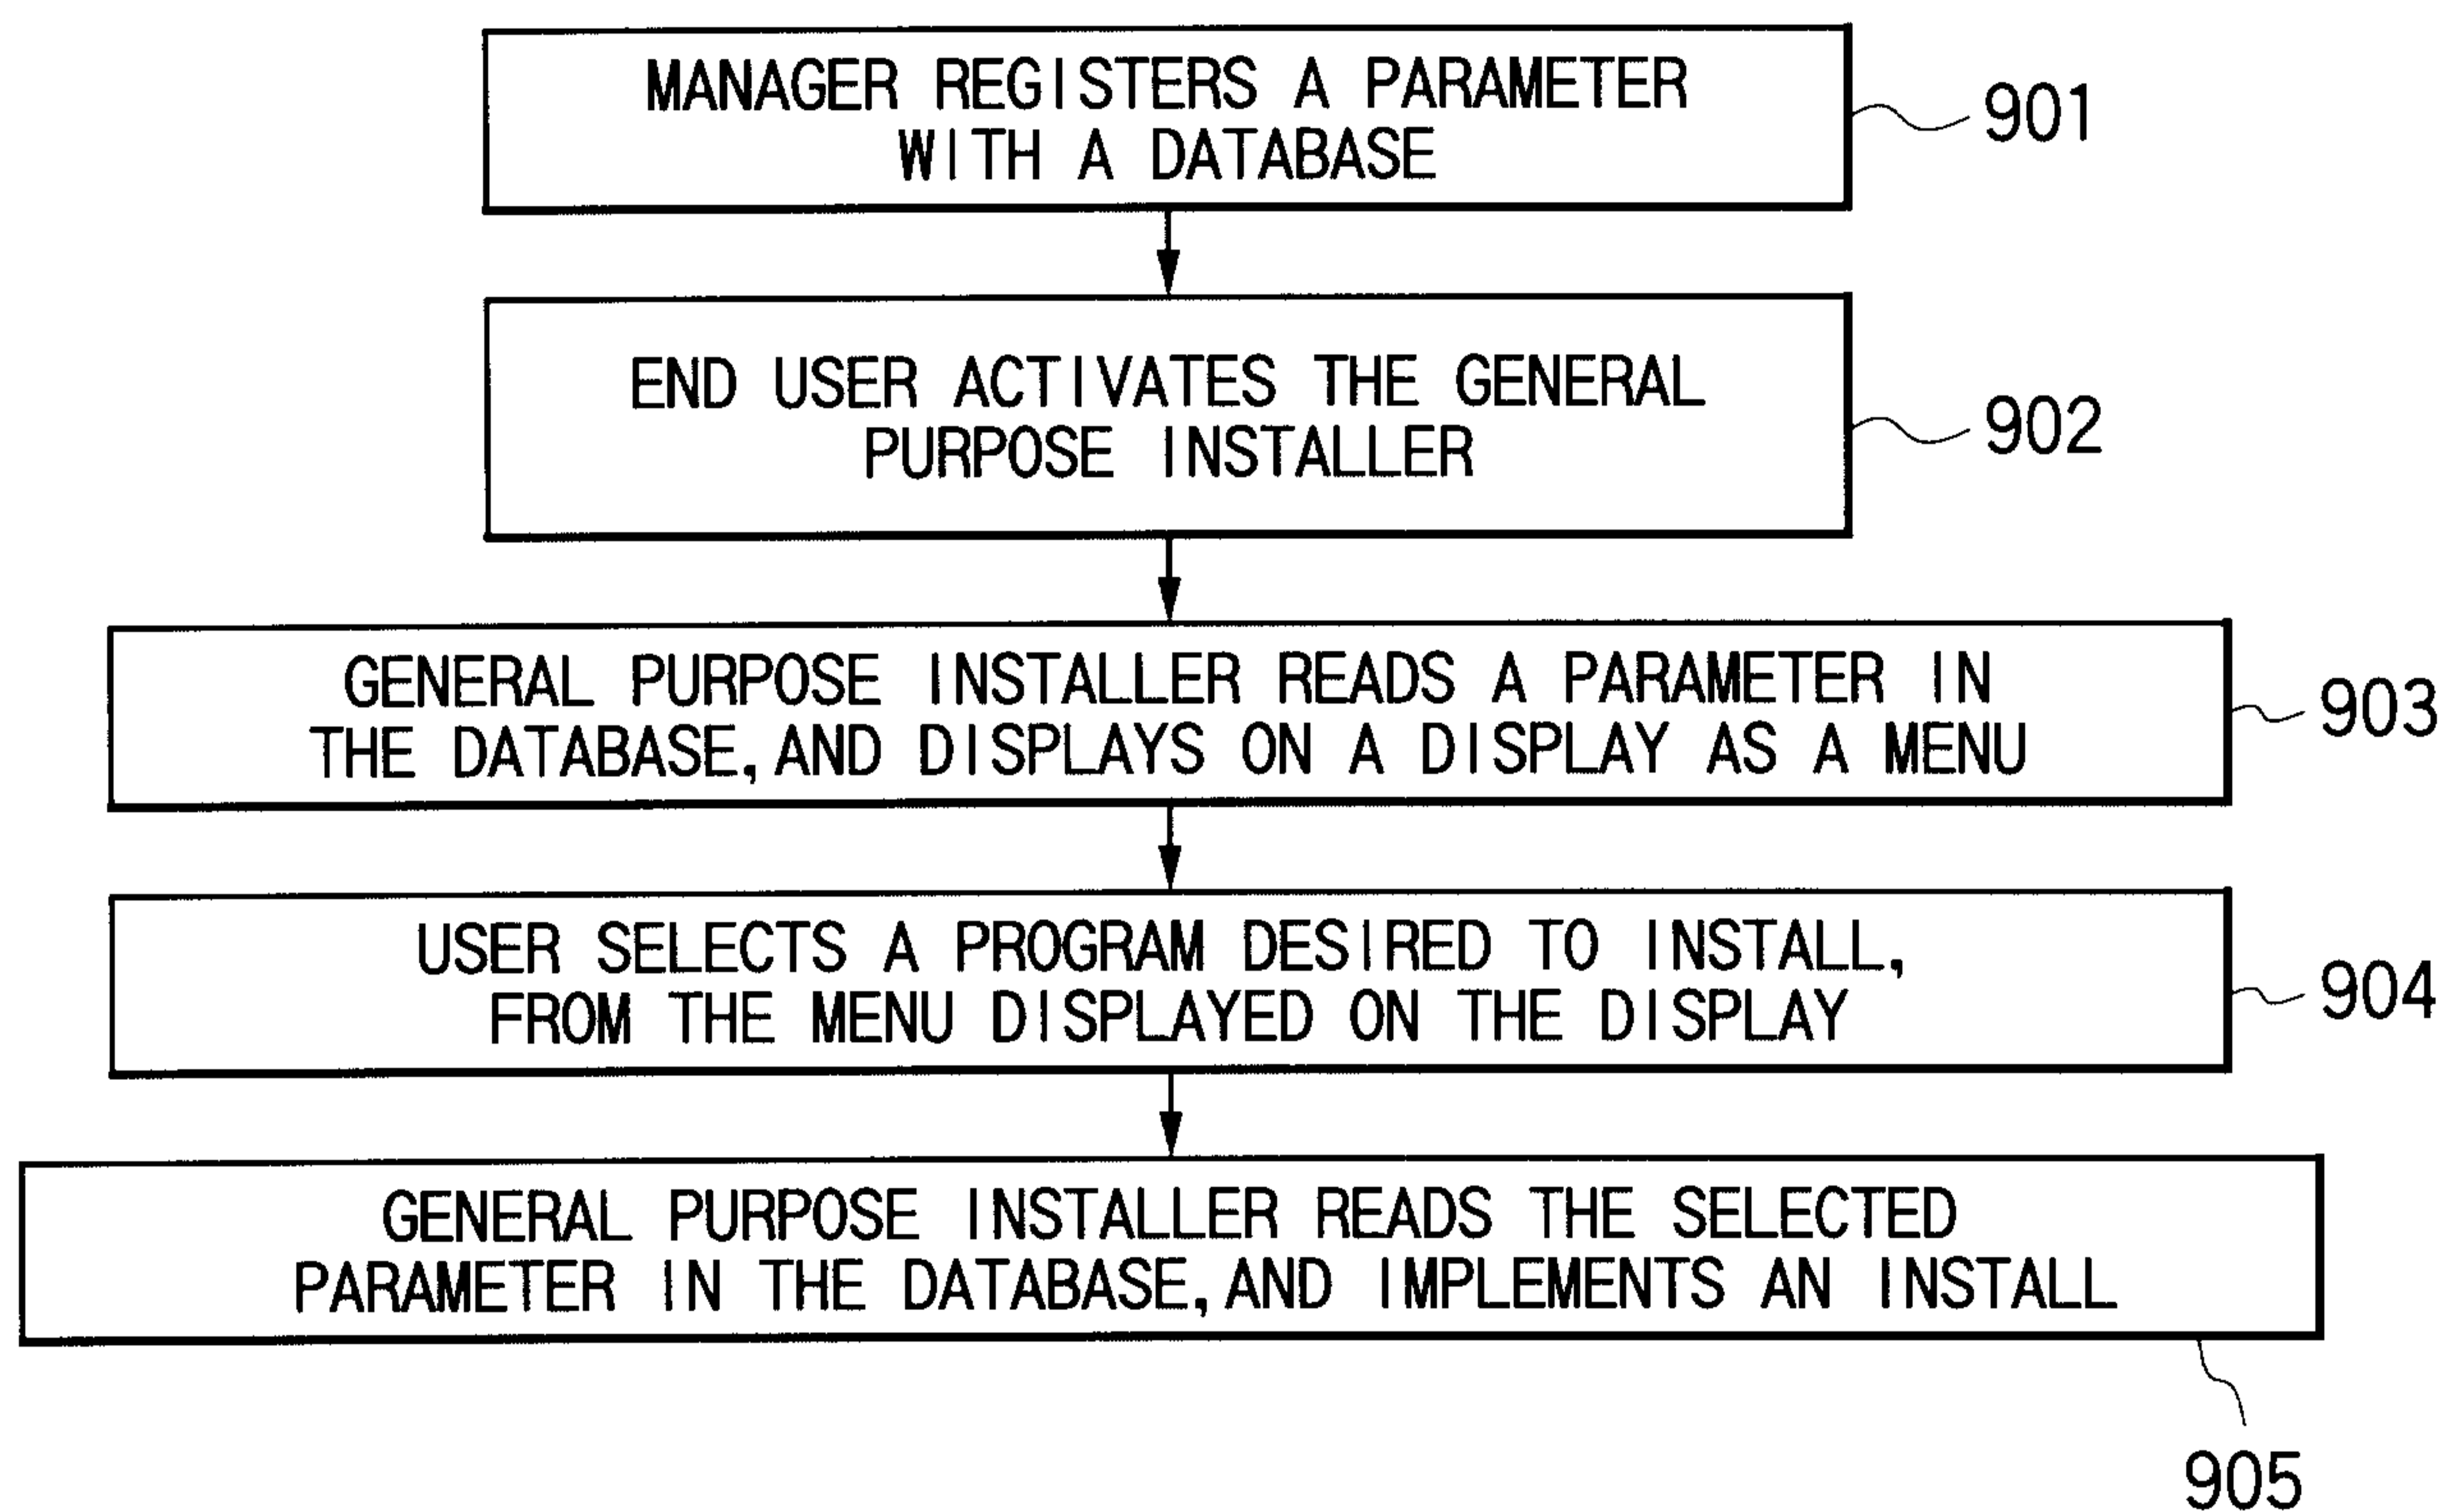 MANAGER REGISTERS A PARAMETER
WITH A DATABASE
901
END USER ACTIVATES THE GENERAL
PURPOSE INSTALLER
902
GENERAL PURPOSE INSTALLER READS A PARAMETER IN
THE DATABASE, AND DISPLAYS ON A DISPLAY AS A MENU
903
USER SELECTS A PROGRAM DESIRED TO INSTALL,
FROM THE MENU DISPLAYED ON THE DISPLAY
904
GENERAL PURPOSE INSTALLER READS THE SELECTED
PARAMETER IN THE DATABASE, AND IMPLEMENTS AN INSTALL
905